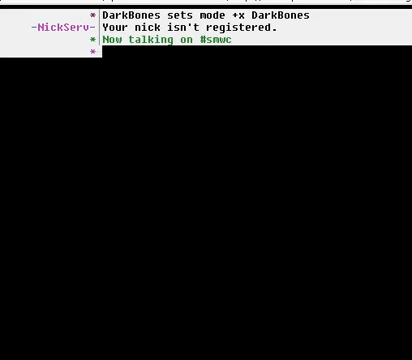 * DarkBones sets mode +x DarkBones
-NickServ- Your nick isn't registered.
* Now talking on #smwc
*